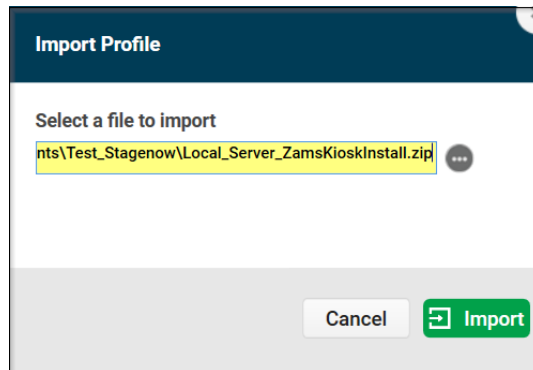 Import Profile
Select a file to import
nts\Test_Stagenow\Local_Server_ZamsKioskInstall.zip
Cancel
Import